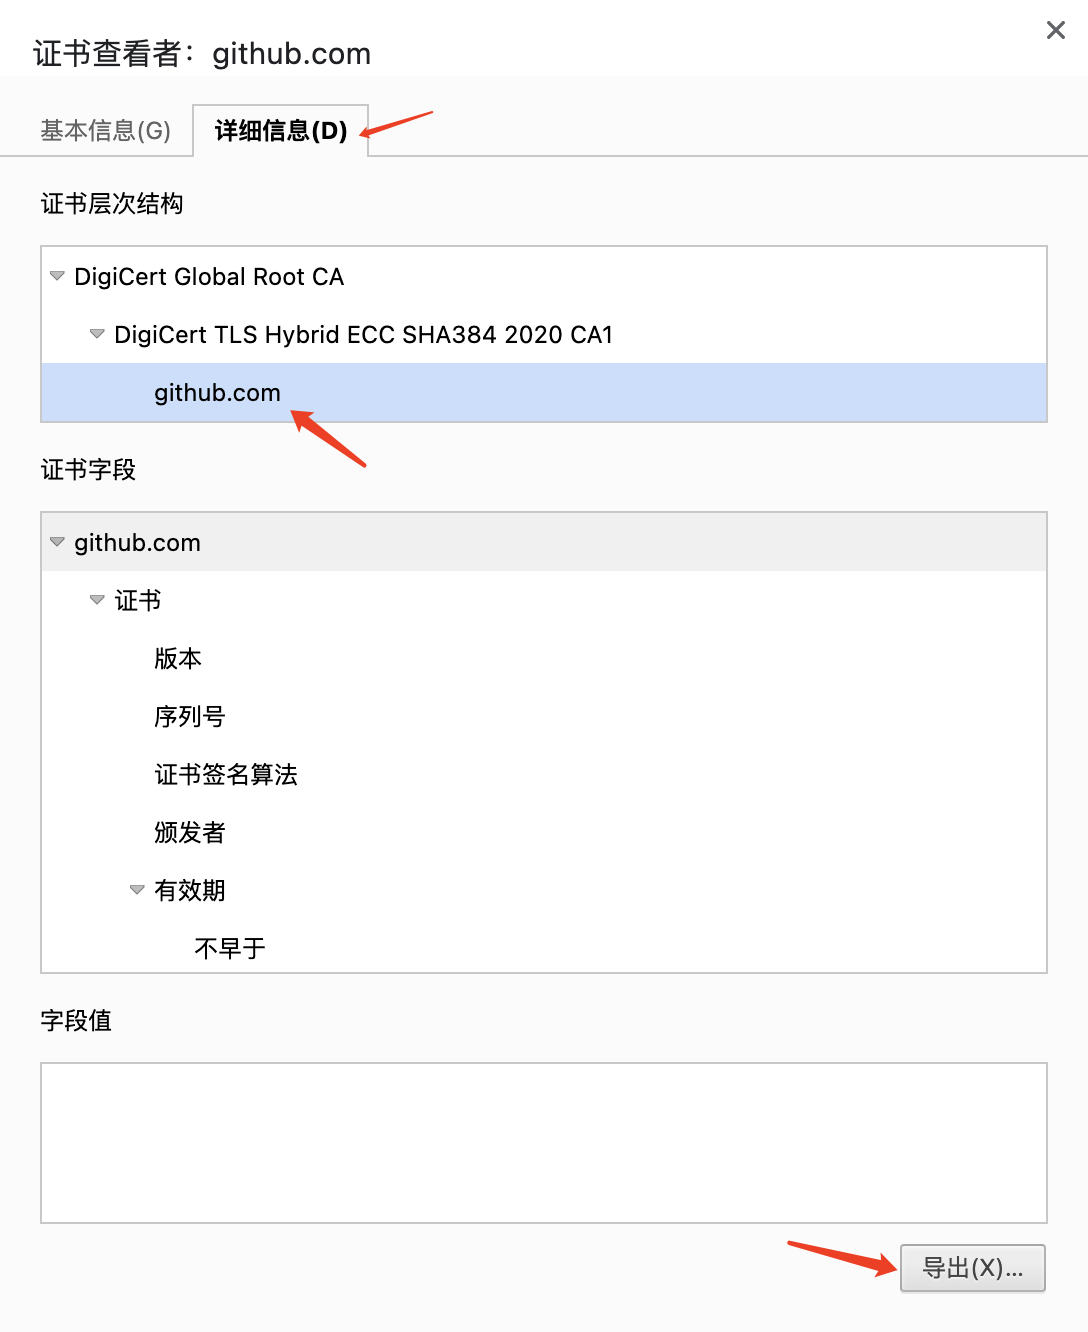 证书查看者：github.com
基本信息(G)
详细信息(D)
证书层次结构
DigiCert Global Root CA
DigiCert TLS Hybrid ECC SHA384 2020 CA1
github.com
证书字段
github.com
证书
版本
序列号
证书签名算法
颁发者
有效期
不早于
字段值
导出(X)...